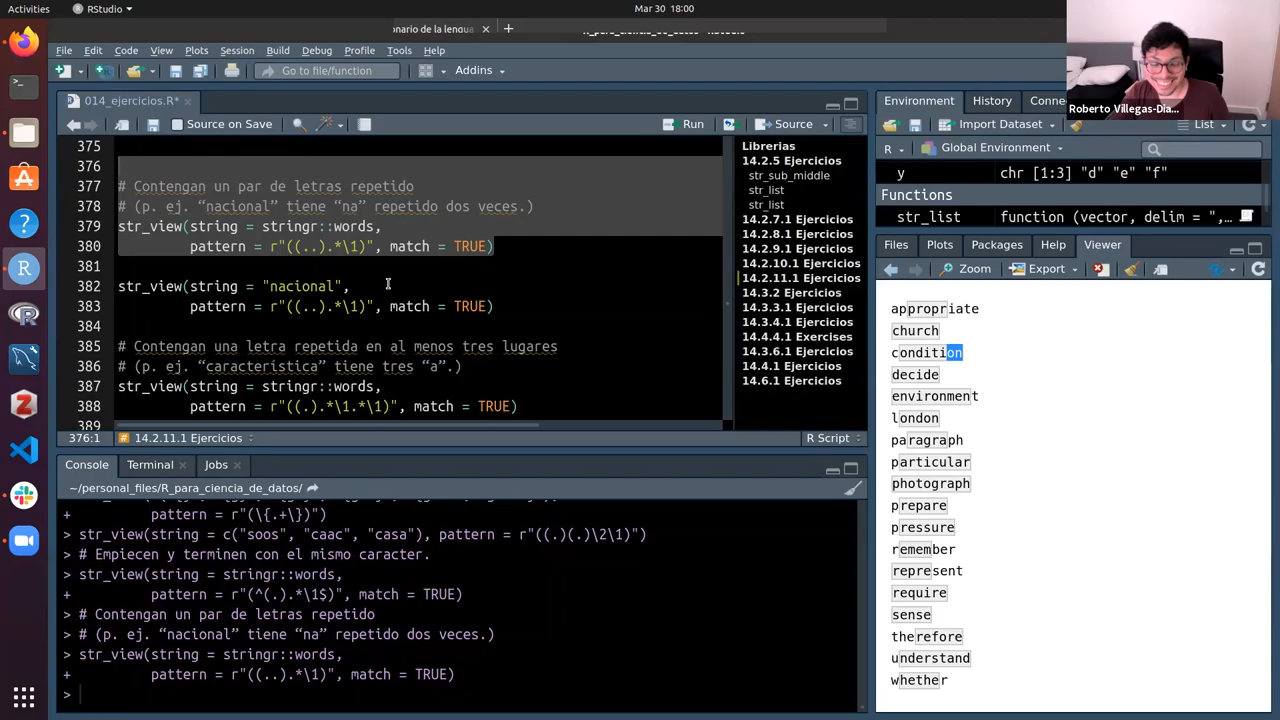 Activities
RStudio
Mar 30 18:00
onario de la lengua
File Edit Code View Plots Session Build Debug Profile Tools Help
Go to file/function
Addins
Roberto Villegas-Dia...
014_ejercicios.R*
Source on Save
Run
Source
375
376
377 # Contengan un par de letras repetido
378 # (p. ej. “nacional” tiene “na” repetido dos veces.)
379 str_view(string = stringr::words,
380 pattern = r"((..).*\1)", match = TRUE)
381
382 str_view(string = "nacional",
383 pattern = r"((..).*\1)", match = TRUE)
384
385 # Contengan una letra repetida en al menos tres lugares
386 # (p. ej. “característica” tiene tres “a”.)
387 str_view(string = stringr::words,
388 pattern = r"((.).*\1.*\1)", match = TRUE)
389
376:1
14.2.11.1 Ejercicios
R Script
Librerias
14.2.5 Ejercicios
str_sub_middle
str_list
str_list
14.2.7.1 Ejercicios
14.2.8.1 Ejercicios
14.2.9.1 Ejercicios
14.2.10.1 Ejercicios
14.2.11.1 Ejercicios
14.3.2 Ejercicios
14.3.3.1 Ejercicios
14.3.4.1 Ejercicios
14.4.4.1 Exercises
14.3.6.1 Ejercicios
14.4.1 Ejercicios
14.6.1 Ejercicios
Console Terminal Jobs
~/personal_files/R_para_ciencia_de_datos/
+ pattern = r"(\{.+\})")
> str_view(string = c("osos", "caac", "casa"), pattern = r"((.)(.)\2\1)")
> # Empiecen y terminen con el mismo caracter.
> str_view(string = stringr::words,
+ pattern = r"(^(.).*\1$)", match = TRUE)
> # Contengan un par de letras repetido
> # (p. ej. “nacional” tiene “na” repetido dos veces.)
> str_view(string = stringr::words,
+ pattern = r"((..).*\1)", match = TRUE)
>
Environment History Conne
Import Dataset
List
R
Global Environment
y chr [1:3] "d" "e" "f"
Functions
str_list function (vector, delim = ",…
Files Plots Packages Help Viewer
Zoom
Export
appropriate
church
condition
decide
environment
london
paragraph
particular
photograph
prepare
pressure
remember
represent
require
sense
therefore
understand
whether